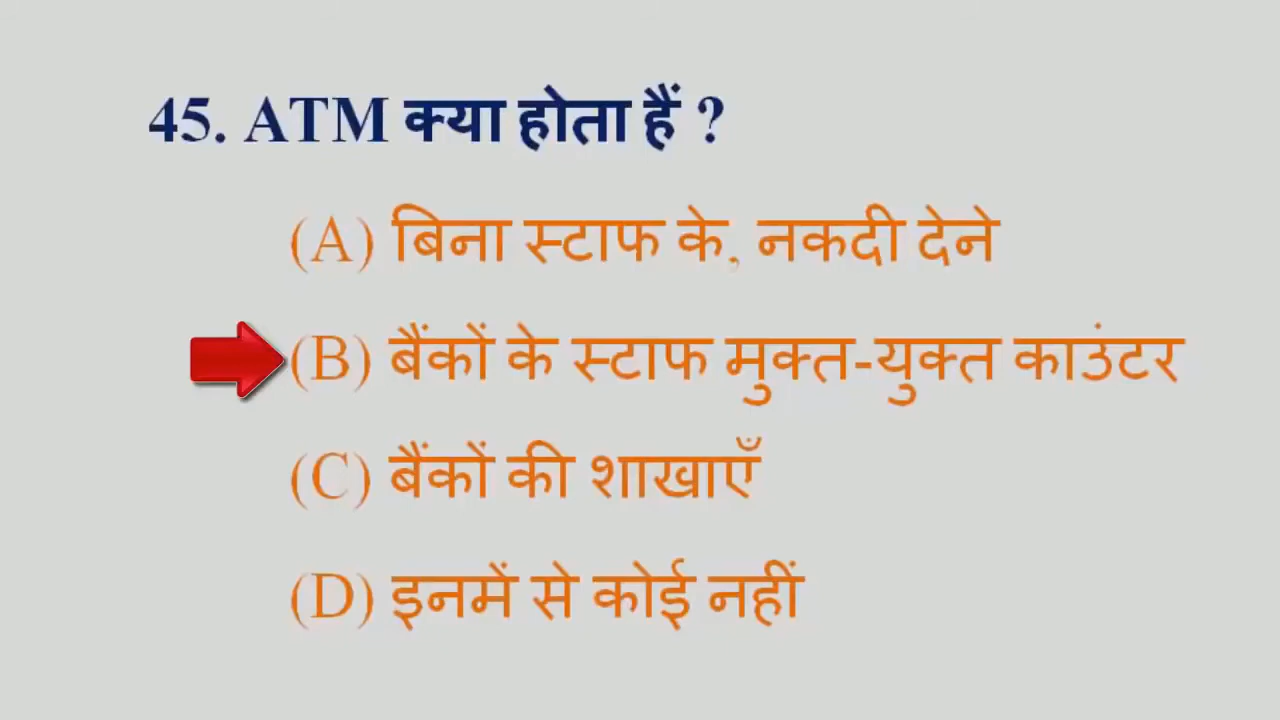 45. ATM क्या होता हैं ?
(A) बिना स्टाफ के, नकदी देने
(B) बैंकों के स्टाफ मुक्त-युक्त काउंटर
(C) बैंकों की शाखाएँ
(D) इनमें से कोई नहीं